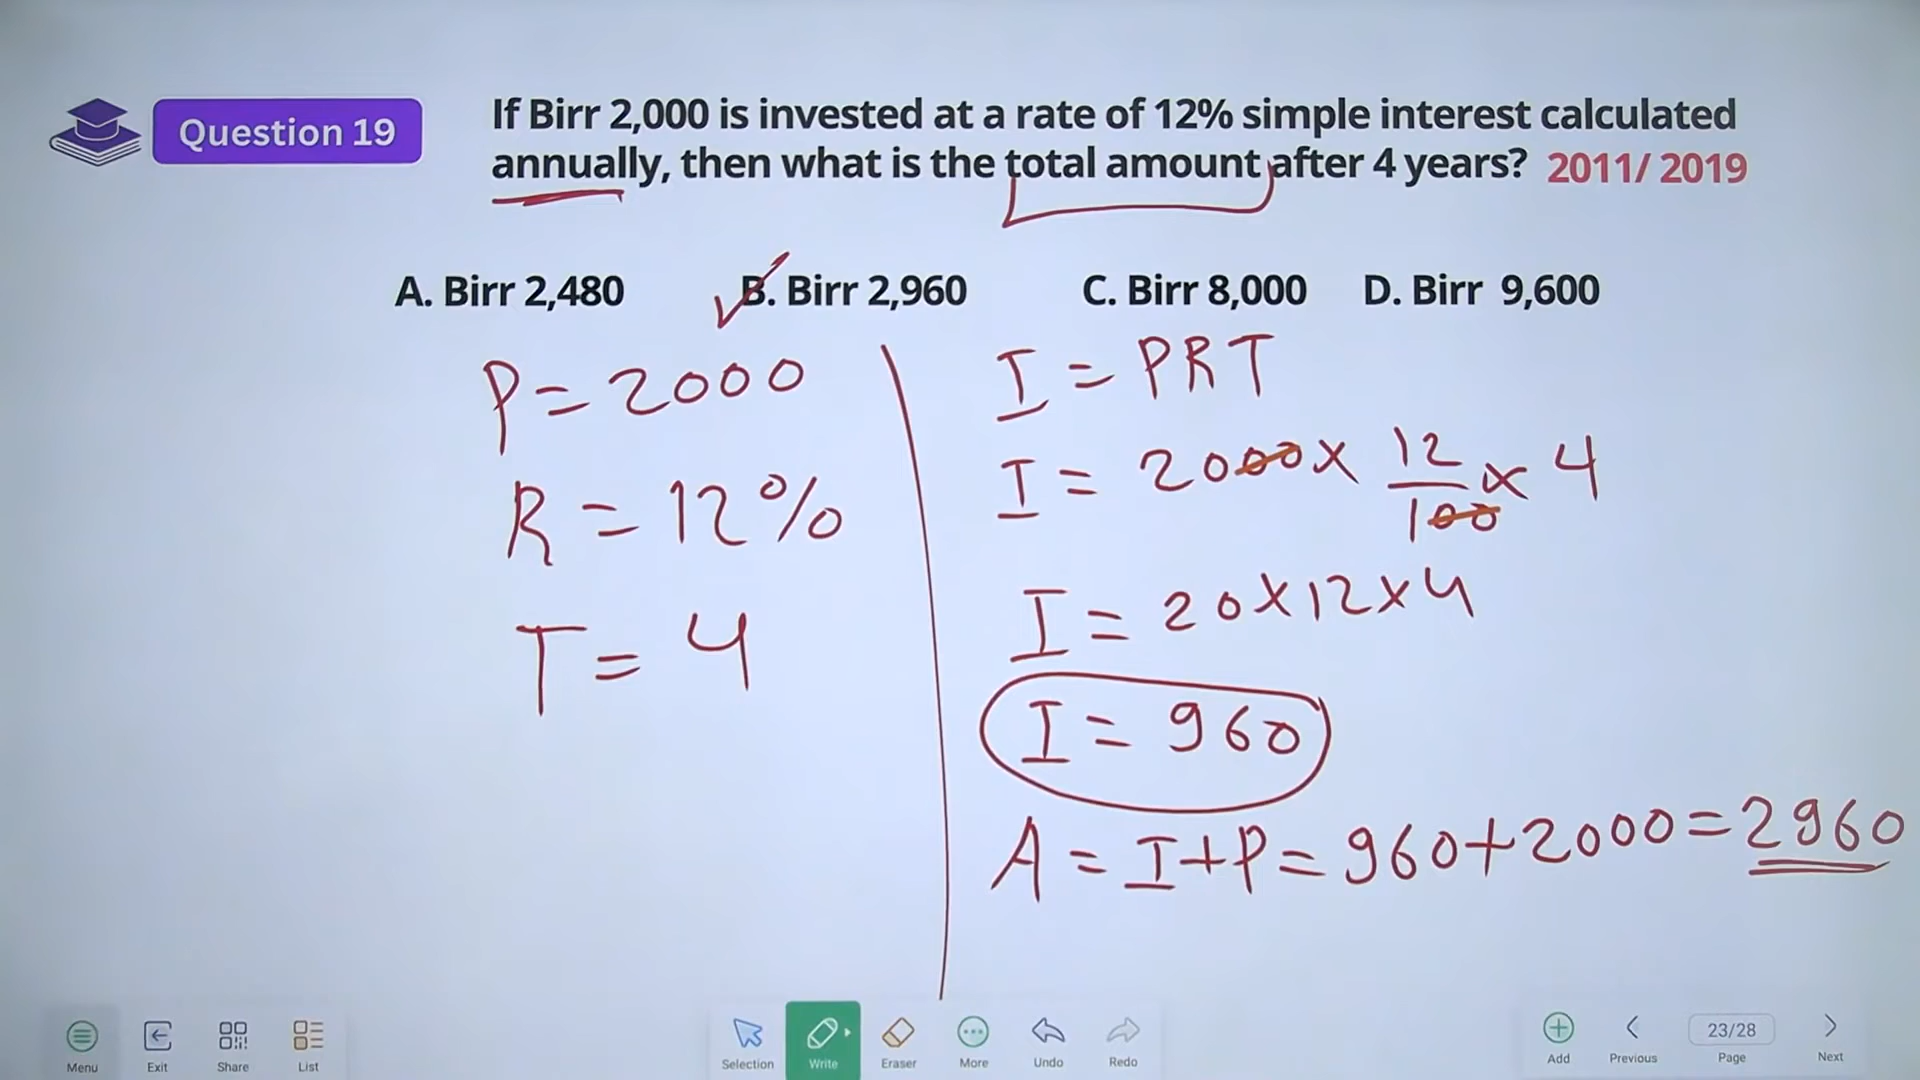 Question 19
If Birr 2,000 is invested at a rate of 12% simple interest calculated
annually, then what is the total amount after 4 years? 2011/ 2019
A. Birr 2,480 B. Birr 2,960 C. Birr 8,000 D. Birr 9,600
P = 2000
R = 12%
T = 4
I = PRT
I = 2000 x 12/100 x 4
I = 20 x 12 x 4
I = 960
A = I + P = 960 + 2000 = 2960
Menu Exit Share List Selection Write Eraser More Undo Redo Add Previous 23/28 Page Next